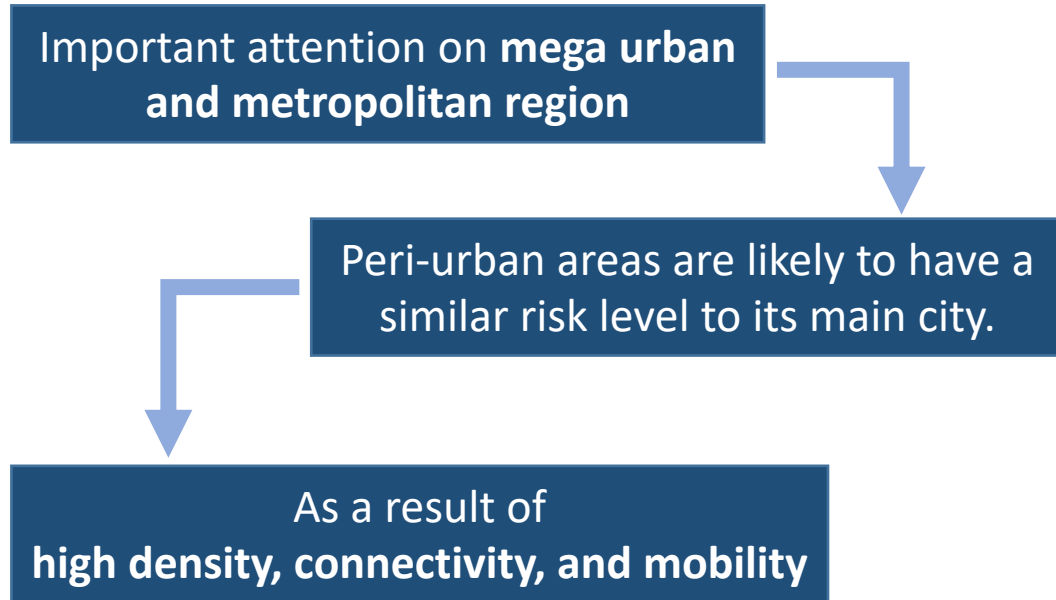 Important attention on mega urban
and metropolitan region
Peri-urban areas are likely to have a
similar risk level to its main city.
As a result of
high density, connectivity, and mobility